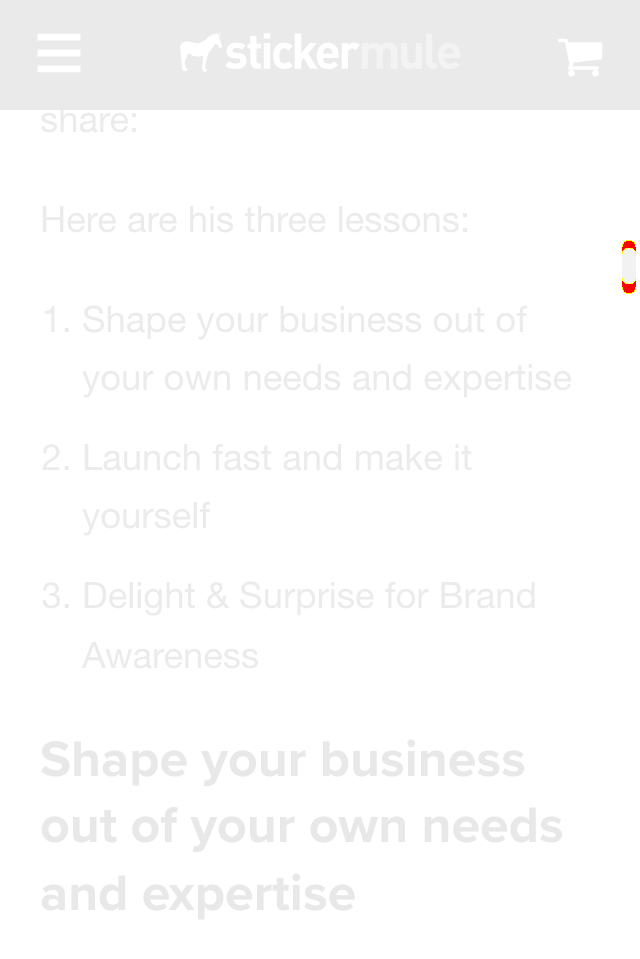 stickermule
share:
Here are his three lessons:
1. Shape your business out of
your own needs and expertise
2. Launch fast and make it
yourself
3. Delight & Surprise for Brand
Awareness
Shape your business
out of your own needs
and expertise